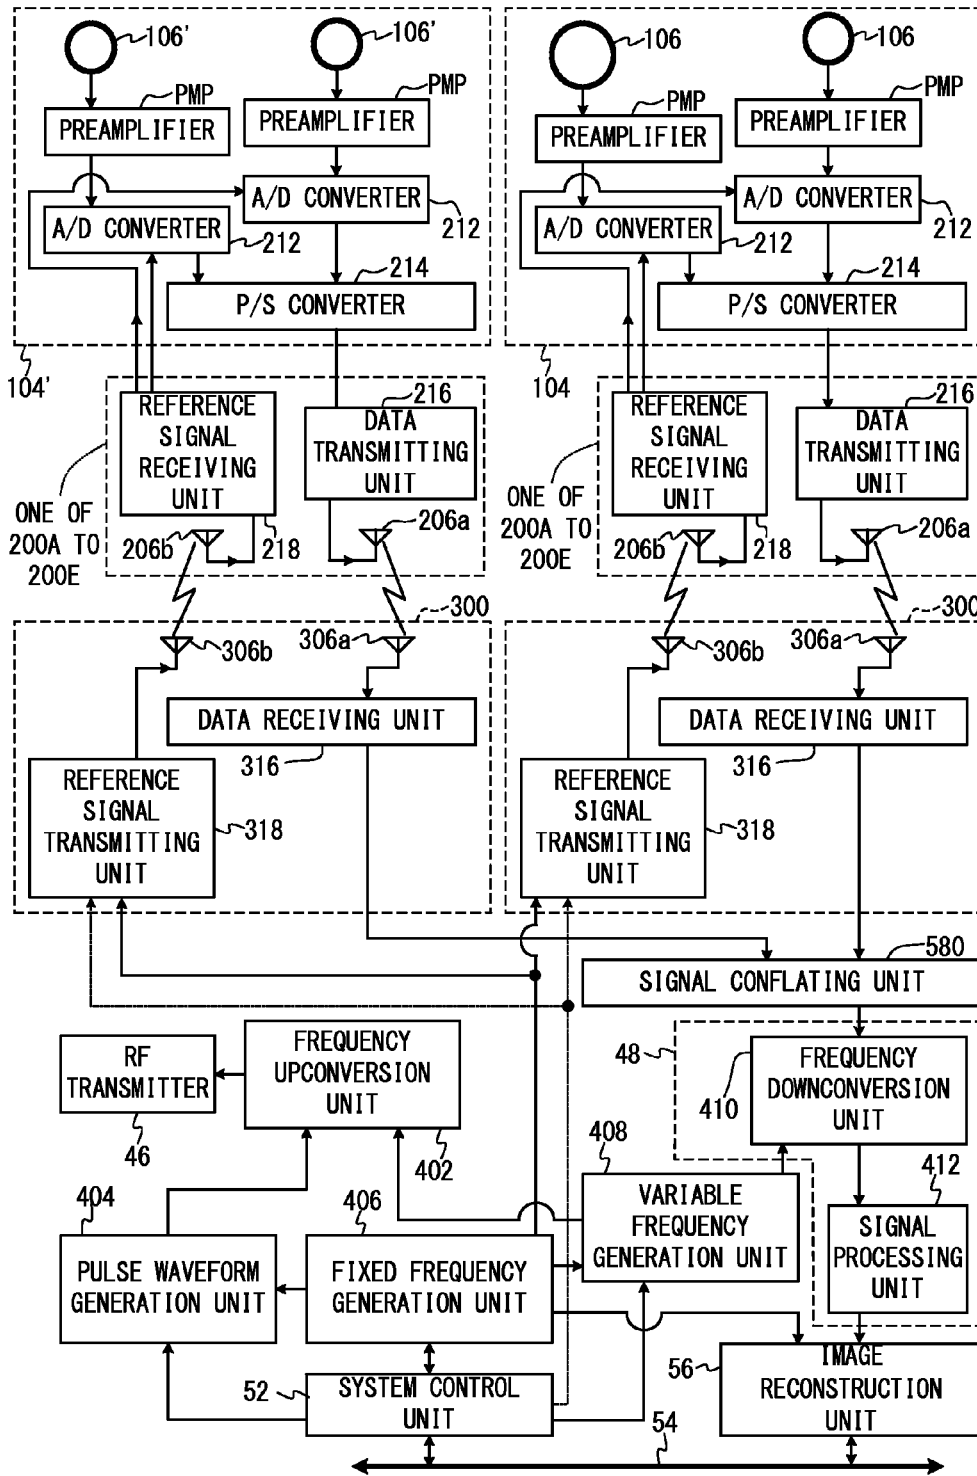 106'
106'
106
106
PMP
PMP
PMP
PMP
PREAMPLIFIER
PREAMPLIFIER
PREAMPLIFIER
PREAMPLIFIER
A/D CONVERTER
A/D CONVERTER
A/D CONVERTER
A/D CONVERTER
212
212
212
212
214
214
P/S CONVERTER
P/S CONVERTER
104'
104
216
216
REFERENCE
SIGNAL
RECEIVING
UNIT
DATA
TRANSMITTING
UNIT
REFERENCE
SIGNAL
RECEIVING
UNIT
DATA
TRANSMITTING
UNIT
ONE OF
200A TO
200E
ONE OF
200A TO
200E
206b
218
206a
206b
218
206a
300
300
306b
306a
306b
306a
DATA RECEIVING UNIT
DATA RECEIVING UNIT
316
316
REFERENCE
SIGNAL
TRANSMITTING
UNIT
318
REFERENCE
SIGNAL
TRANSMITTING
UNIT
318
580
SIGNAL CONFLATING UNIT
RF
TRANSMITTER
46
FREQUENCY
UPCONVERSION
UNIT
402
48
410
FREQUENCY
DOWNCONVERSION
UNIT
408
VARIABLE
FREQUENCY
GENERATION UNIT
412
SIGNAL
PROCESSING
UNIT
404
PULSE WAVEFORM
GENERATION UNIT
406
FIXED FREQUENCY
GENERATION UNIT
52
SYSTEM CONTROL
UNIT
56
IMAGE
RECONSTRUCTION
UNIT
54